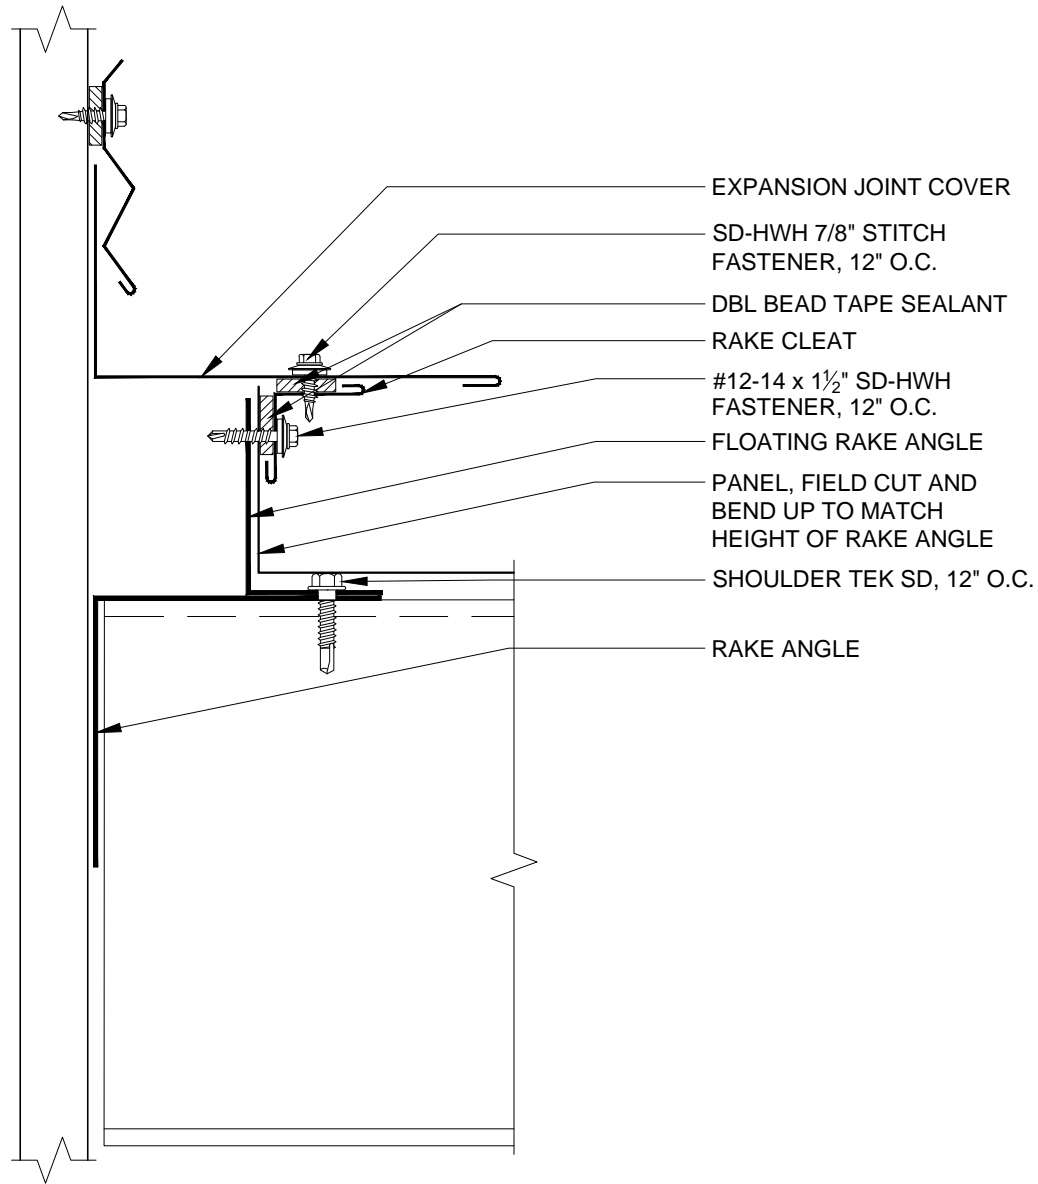 EXPANSION JOINT COVER
SD-HWH 7/8" STITCH
FASTENER, 12" O.C.
DBL BEAD TAPE SEALANT
RAKE CLEAT
#12-14 x 1½" SD-HWH
FASTENER, 12" O.C.
FLOATING RAKE ANGLE
PANEL, FIELD CUT AND
BEND UP TO MATCH
HEIGHT OF RAKE ANGLE
SHOULDER TEK SD, 12" O.C.
RAKE ANGLE